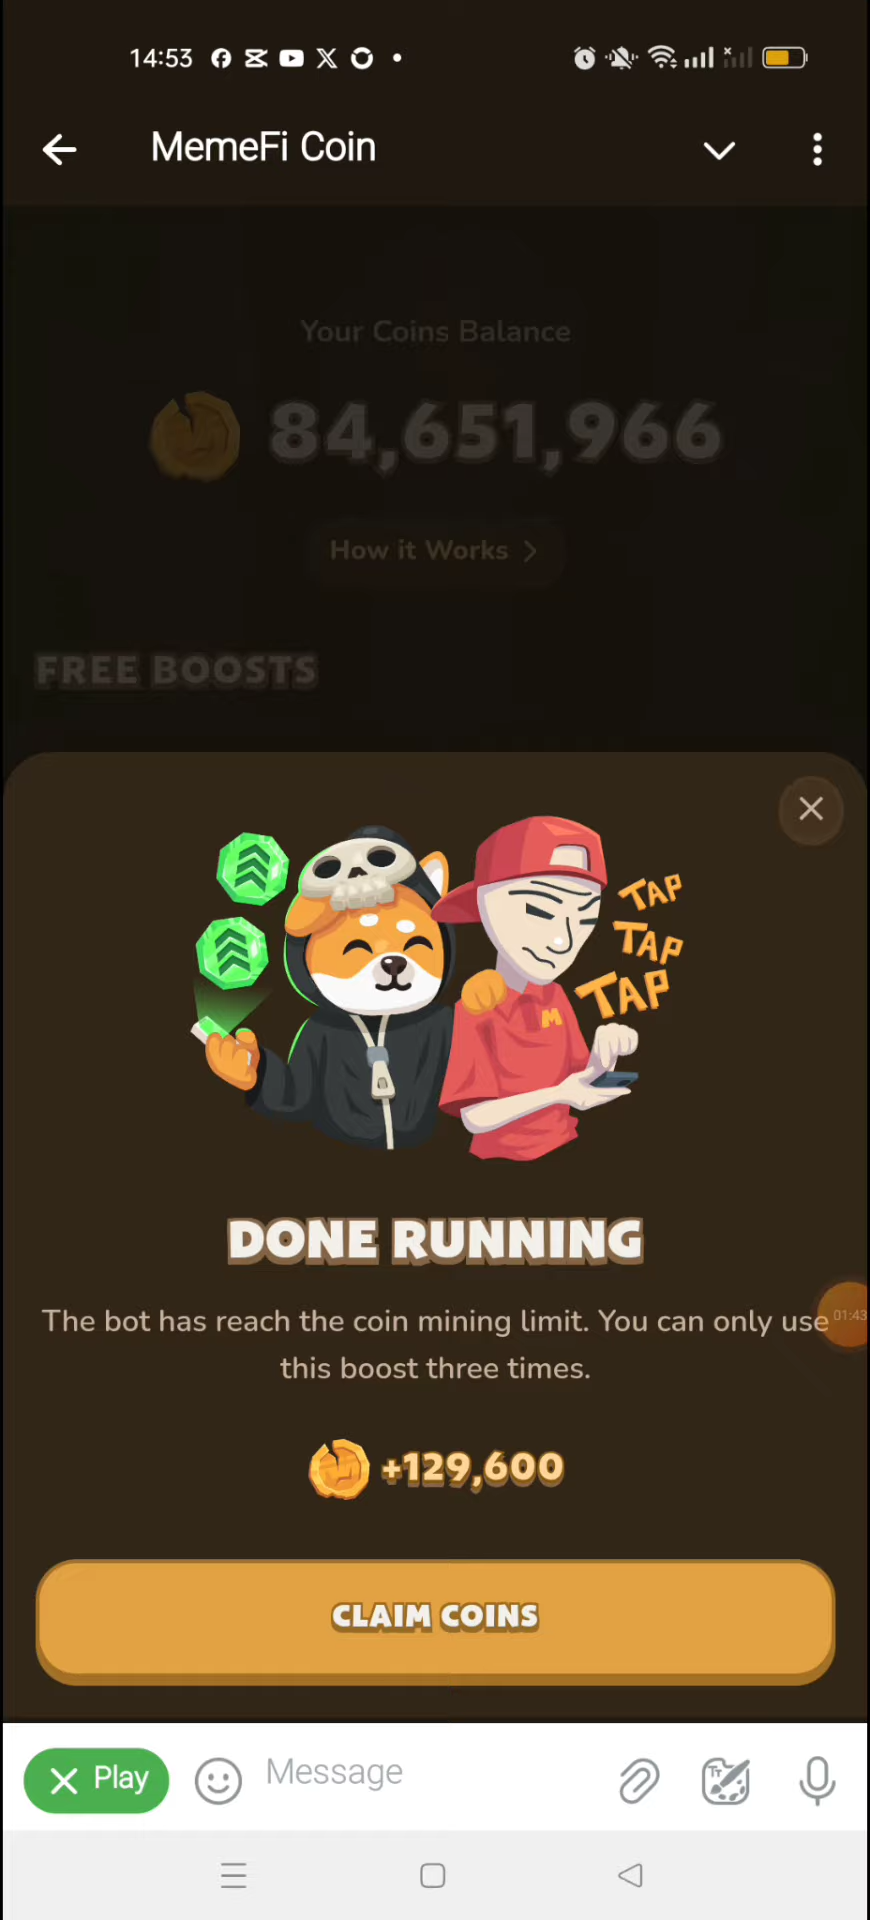 14:53
MemeFi Coin
Your Coins Balance
84,651,966
How it Works
FREE BOOSTS
TAP
TAP
TAP
M
DONE RUNNING
The bot has reach the coin mining limit. You can only use
this boost three times.
01:43
+129,600
CLAIM COINS
Play
Message